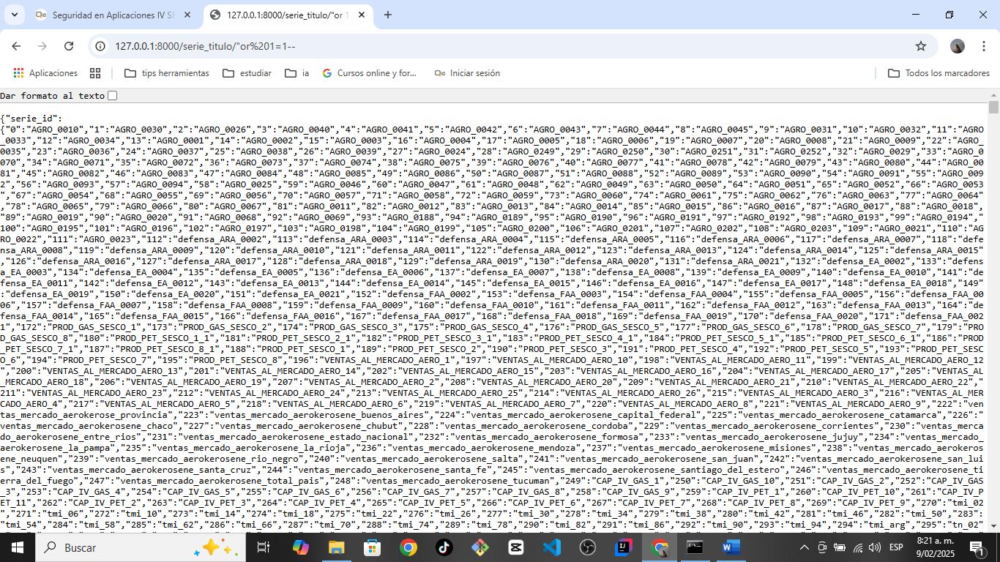 Seguridad en Aplicaciones IV SE
127.0.0.1:8000/serie_titulo/"or 1
127.0.0.1:8000/serie_titulo/"or%201=1--
Aplicaciones
tips herramientas
estudiar
ia
Cursos online y for...
Iniciar sesión
Todos los marcadores
Dar formato al texto
{"serie_id":
{"0":"AGRO_0010","1":"AGRO_0030","2":"AGRO_0026","3":"AGRO_0040","4":"AGRO_0041","5":"AGRO_0042","6":"AGRO_0043","7":"AGRO_0044","8":"AGRO_0045","9":"AGRO_0031","10":"AGRO_0032","11":"AGRO
_0033","12":"AGRO_0034","13":"AGRO_0001","14":"AGRO_0002","15":"AGRO_0003","16":"AGRO_0004","17":"AGRO_0005","18":"AGRO_0006","19":"AGRO_0007","20":"AGRO_0008","21":"AGRO_0009","22":"AGRO_
0035","23":"AGRO_0036","24":"AGRO_0037","25":"AGRO_0038","26":"AGRO_0039","27":"AGRO_0024","28":"AGRO_0249","29":"AGRO_0250","30":"AGRO_0251","31":"AGRO_0252","32":"AGRO_0029","33":"AGRO_0
070","34":"AGRO_0071","35":"AGRO_0072","36":"AGRO_0073","37":"AGRO_0074","38":"AGRO_0075","39":"AGRO_0076","40":"AGRO_0077","41":"AGRO_0078","42":"AGRO_0079","43":"AGRO_0080","44":"AGRO_00
81","45":"AGRO_0082","46":"AGRO_0083","47":"AGRO_0084","48":"AGRO_0085","49":"AGRO_0086","50":"AGRO_0087","51":"AGRO_0088","52":"AGRO_0089","53":"AGRO_0090","54":"AGRO_0091","55":"AGRO_009
2","56":"AGRO_0093","57":"AGRO_0094","58":"AGRO_0025","59":"AGRO_0046","60":"AGRO_0047","61":"AGRO_0048","62":"AGRO_0049","63":"AGRO_0050","64":"AGRO_0051","65":"AGRO_0052","66":"AGRO_0053
","67":"AGRO_0054","68":"AGRO_0055","69":"AGRO_0056","70":"AGRO_0057","71":"AGRO_0058","72":"AGRO_0059","73":"AGRO_0060","74":"AGRO_0061","75":"AGRO_0062","76":"AGRO_0063","77":"AGRO_0064"
,"78":"AGRO_0065","79":"AGRO_0066","80":"AGRO_0067","81":"AGRO_0011","82":"AGRO_0012","83":"AGRO_0013","84":"AGRO_0014","85":"AGRO_0015","86":"AGRO_0016","87":"AGRO_0017","88":"AGRO_0018",
"89":"AGRO_0019","90":"AGRO_0020","91":"AGRO_0068","92":"AGRO_0069","93":"AGRO_0188","94":"AGRO_0189","95":"AGRO_0190","96":"AGRO_0191","97":"AGRO_0192","98":"AGRO_0193","99":"AGRO_0194",
"100":"AGRO_0195","101":"AGRO_0196","102":"AGRO_0197","103":"AGRO_0198","104":"AGRO_0199","105":"AGRO_0200","106":"AGRO_0201","107":"AGRO_0202","108":"AGRO_0203","109":"AGRO_0021","110":"AG
RO_0022","111":"AGRO_0023","112":"defensa_ARA_0002","113":"defensa_ARA_0003","114":"defensa_ARA_0004","115":"defensa_ARA_0005","116":"defensa_ARA_0006","117":"defensa_ARA_0007","118":"defe
nsa_ARA_0008","119":"defensa_ARA_0009","120":"defensa_ARA_0010","121":"defensa_ARA_0011","122":"defensa_ARA_0012","123":"defensa_ARA_0013","124":"defensa_ARA_0014","125":"defensa_ARA_0015"
,"126":"defensa_ARA_0016","127":"defensa_ARA_0017","128":"defensa_ARA_0018","129":"defensa_ARA_0019","130":"defensa_ARA_0020","131":"defensa_ARA_0021","132":"defensa_EA_0002","133":"defens
a_EA_0003","134":"defensa_EA_0004","135":"defensa_EA_0005","136":"defensa_EA_0006","137":"defensa_EA_0007","138":"defensa_EA_0008","139":"defensa_EA_0009","140":"defensa_EA_0010","141":"de
fensa_EA_0011","142":"defensa_EA_0012","143":"defensa_EA_0013","144":"defensa_EA_0014","145":"defensa_EA_0015","146":"defensa_EA_0016","147":"defensa_EA_0017","148":"defensa_EA_0018","149"
:"defensa_EA_0019","150":"defensa_EA_0020","151":"defensa_EA_0021","152":"defensa_FAA_0002","153":"defensa_FAA_0003","154":"defensa_FAA_0004","155":"defensa_FAA_0005","156":"defensa_FAA_00
06","157":"defensa_FAA_0007","158":"defensa_FAA_0008","159":"defensa_FAA_0009","160":"defensa_FAA_0010","161":"defensa_FAA_0011","162":"defensa_FAA_0012","163":"defensa_FAA_0013","164":"de
fensa_FAA_0014","165":"defensa_FAA_0015","166":"defensa_FAA_0016","167":"defensa_FAA_0017","168":"defensa_FAA_0018","169":"defensa_FAA_0019","170":"defensa_FAA_0020","171":"defensa_FAA_002
1","172":"PROD_GAS_SESCO_1","173":"PROD_GAS_SESCO_2","174":"PROD_GAS_SESCO_3","175":"PROD_GAS_SESCO_4","176":"PROD_GAS_SESCO_5","177":"PROD_GAS_SESCO_6","178":"PROD_GAS_SESCO_7","179":"PRO
D_GAS_SESCO_8","180":"PROD_PET_SESCO_1_1","181":"PROD_PET_SESCO_2_1","182":"PROD_PET_SESCO_3_1","183":"PROD_PET_SESCO_4_1","184":"PROD_PET_SESCO_5_1","185":"PROD_PET_SESCO_6_1","186":"PROD
_PET_SESCO_7_1","187":"PROD_PET_SESCO_8_1","188":"PROD_PET_SESCO_1","189":"PROD_PET_SESCO_2","190":"PROD_PET_SESCO_3","191":"PROD_PET_SESCO_4","192":"PROD_PET_SESCO_5","193":"PROD_PET_SESC
O_6","194":"PROD_PET_SESCO_7","195":"PROD_PET_SESCO_8","196":"VENTAS_AL_MERCADO_AERO_1","197":"VENTAS_AL_MERCADO_AERO_10","198":"VENTAS_AL_MERCADO_AERO_11","199":"VENTAS_AL_MERCADO_AERO_12
","200":"VENTAS_AL_MERCADO_AERO_13","201":"VENTAS_AL_MERCADO_AERO_14","202":"VENTAS_AL_MERCADO_AERO_15","203":"VENTAS_AL_MERCADO_AERO_16","204":"VENTAS_AL_MERCADO_AERO_17","205":"VENTAS_AL
_MERCADO_AERO_18","206":"VENTAS_AL_MERCADO_AERO_19","207":"VENTAS_AL_MERCADO_AERO_2","208":"VENTAS_AL_MERCADO_AERO_20","209":"VENTAS_AL_MERCADO_AERO_21","210":"VENTAS_AL_MERCADO_AERO_22",
"211":"VENTAS_AL_MERCADO_AERO_23","212":"VENTAS_AL_MERCADO_AERO_24","213":"VENTAS_AL_MERCADO_AERO_25","214":"VENTAS_AL_MERCADO_AERO_26","215":"VENTAS_AL_MERCADO_AERO_3","216":"VENTAS_AL_MER
CADO_AERO_4","217":"VENTAS_AL_MERCADO_AERO_5","218":"VENTAS_AL_MERCADO_AERO_6","219":"VENTAS_AL_MERCADO_AERO_7","220":"VENTAS_AL_MERCADO_AERO_8","221":"VENTAS_AL_MERCADO_AERO_9","222":"ven
tas_mercado_aerokerose_provincia","223":"ventas_mercado_aerokerosene_buenos_aires","224":"ventas_mercado_aerokerosene_capital_federal","225":"ventas_mercado_aerokerosene_catamarca","226":"
ventas_mercado_aerokerosene_chaco","227":"ventas_mercado_aerokerosene_chubut","228":"ventas_mercado_aerokerosene_cordoba","229":"ventas_mercado_aerokerosene_corrientes","230":"ventas_merca
do_aerokerosene_entre_rios","231":"ventas_mercado_aerokerosene_estado_nacional","232":"ventas_mercado_aerokerosene_formosa","233":"ventas_mercado_aerokerosene_jujuy","234":"ventas_mercado_
aerokerosene_la_pampa","235":"ventas_mercado_aerokerosene_la_rioja","236":"ventas_mercado_aerokerosene_mendoza","237":"ventas_mercado_aerokerosene_misiones","238":"ventas_mercado_aerokeros
ene_neuquen","239":"ventas_mercado_aerokerosene_rio_negro","240":"ventas_mercado_aerokerosene_salta","241":"ventas_mercado_aerokerosene_san_juan","242":"ventas_mercado_aerokerosene_san_lui
s","243":"ventas_mercado_aerokerosene_santa_cruz","244":"ventas_mercado_aerokerosene_santa_fe","245":"ventas_mercado_aerokerosene_santiago_del_estero","246":"ventas_mercado_aerokerosene_ti
erra_del_fuego","247":"ventas_mercado_aerokerosene_total_pais","248":"ventas_mercado_aerokerosene_tucuman","249":"CAP_IV_GAS_1","250":"CAP_IV_GAS_10","251":"CAP_IV_GAS_2","252":"CAP_IV_GAS
_3","253":"CAP_IV_GAS_4","254":"CAP_IV_GAS_5","255":"CAP_IV_GAS_6","256":"CAP_IV_GAS_7","257":"CAP_IV_GAS_8","258":"CAP_IV_GAS_9","259":"CAP_IV_PET_1","260":"CAP_IV_PET_10","261":"CAP_IV_P
ET_11","262":"CAP_IV_PET_2","263":"CAP_IV_PET_3","264":"CAP_IV_PET_4","265":"CAP_IV_PET_5","266":"CAP_IV_PET_6","267":"CAP_IV_PET_7","268":"CAP_IV_PET_8","269":"CAP_IV_PET_9","270":"tmi_02
","271":"tmi_06","272":"tmi_10","273":"tmi_14","274":"tmi_18","275":"tmi_22","276":"tmi_26","277":"tmi_30","278":"tmi_34","279":"tmi_38","280":"tmi_42","281":"tmi_46","282":"tmi_50","283":
"tmi_54","284":"tmi_58","285":"tmi_62","286":"tmi_66","287":"tmi_70","288":"tmi_74","289":"tmi_78","290":"tmi_82","291":"tmi_86","292":"tmi_90","293":"tmi_94","294":"tmi_arg","295":"tn_02"
Buscar
ESP
8:21 a. m.
9/02/2025
1